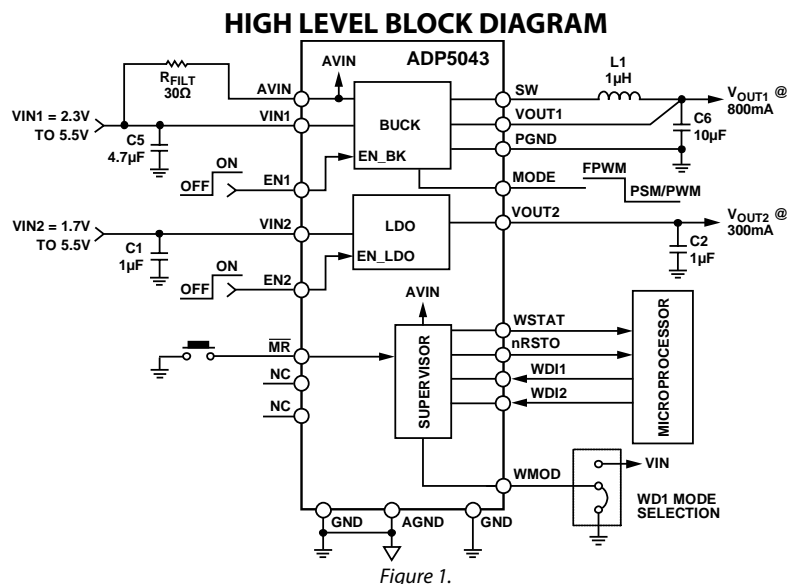 HIGH LEVEL BLOCK DIAGRAM
ADP5043
AVIN
RFILT
30Ω
AVIN
VIN1 = 2.3V
TO 5.5V
VIN1
C5
4.7µF
ON
OFF
EN1
BUCK
EN_BK
SW
VOUT1
PGND
MODE
L1
1µH
VOUT1 @
800mA
C6
10µF
FPWM
PSM/PWM
VIN2 = 1.7V
TO 5.5V
VIN2
C1
1µF
ON
OFF
EN2
LDO
EN_LDO
VOUT2
VOUT2 @
300mA
C2
1µF
AVIN
MR
NC
NC
SUPERVISOR
WSTAT
nRSTO
WDI1
WDI2
MICROPROCESSOR
WMOD
VIN
WD1 MODE
SELECTION
GND
AGND
GND
Figure 1.